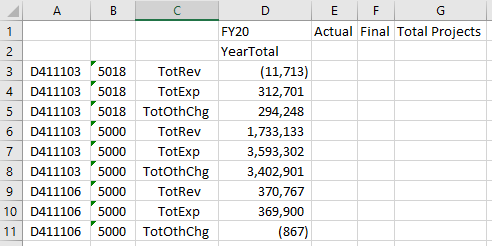 A B C D E F G
1 FY20 Actual Final Total Projects
2 YearTotal
3 D411103 5018 TotRev (11,713)
4 D411103 5018 TotExp 312,701
5 D411103 5018 TotOthChg 294,248
6 D411103 5000 TotRev 1,733,133
7 D411103 5000 TotExp 3,593,302
8 D411103 5000 TotOthChg 3,402,901
9 D411106 5000 TotRev 370,767
10 D411106 5000 TotExp 369,900
11 D411106 5000 TotOthChg (867)